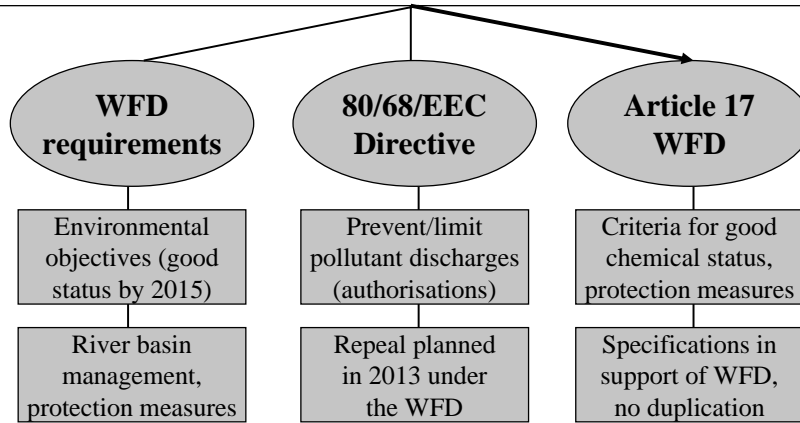 WFD
requirements
80/68/EEC
Directive
Article 17
WFD
Environmental
objectives (good
status by 2015)
Prevent/limit
pollutant discharges
(authorisations)
Criteria for good
chemical status,
protection measures
River basin
management,
protection measures
Repeal planned
in 2013 under
the WFD
Specifications in
support of WFD,
no duplication